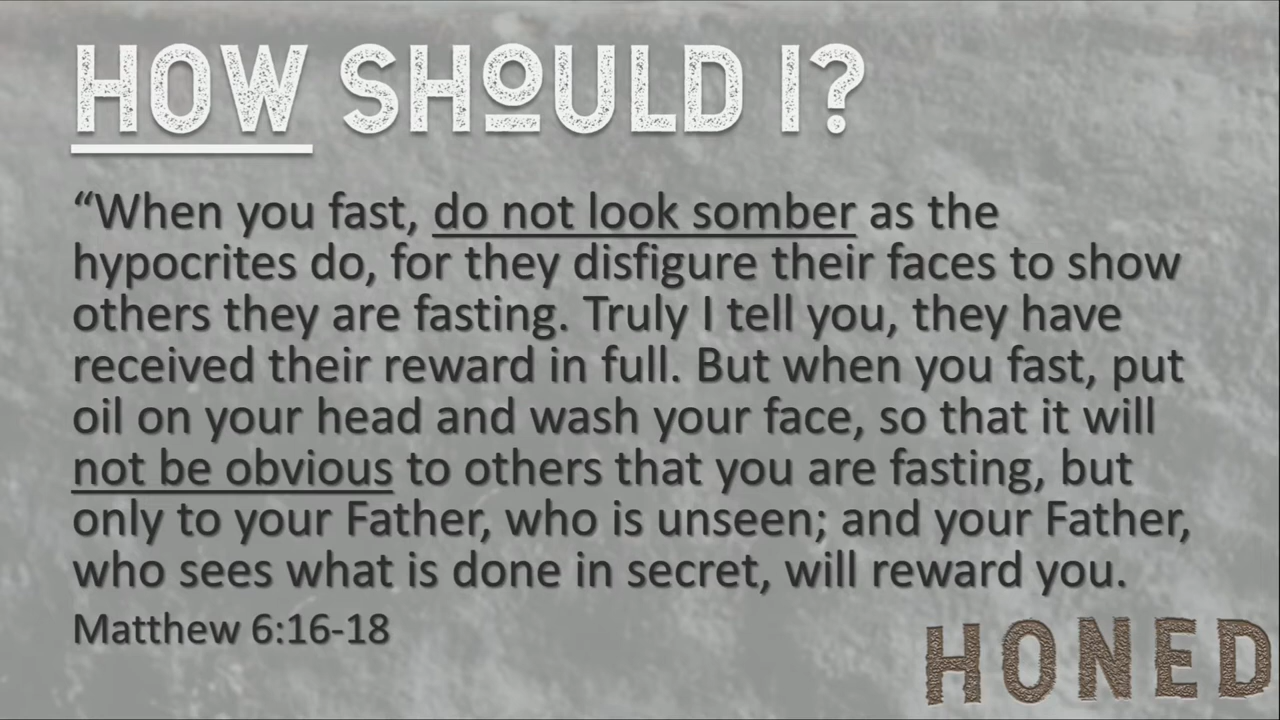 HOW SHOULD I?
“When you fast, do not look somber as the
hypocrites do, for they disfigure their faces to show
others they are fasting. Truly I tell you, they have
received their reward in full. But when you fast, put
oil on your head and wash your face, so that it will
not be obvious to others that you are fasting, but
only to your Father, who is unseen; and your Father,
who sees what is done in secret, will reward you.
Matthew 6:16-18
HONED